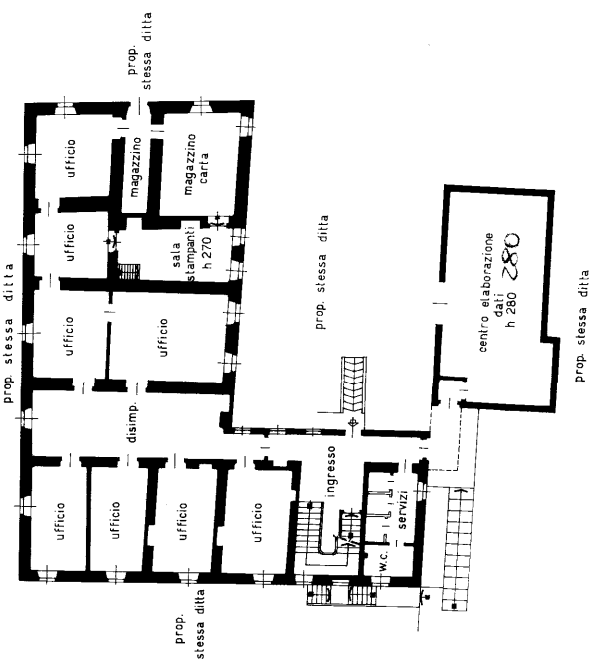 prop.
stessa ditta
prop. stessa ditta
ufficio
magazzino
magazzino
carta
ufficio
sala
stampanti
h 270
prop. stessa ditta
ufficio
ufficio
centro elaborazione
dati
h 280
280
prop. stessa ditta
disimp.
ingresso
ufficio
ufficio
ufficio
ufficio
servizi
w.c.
prop.
stessa ditta